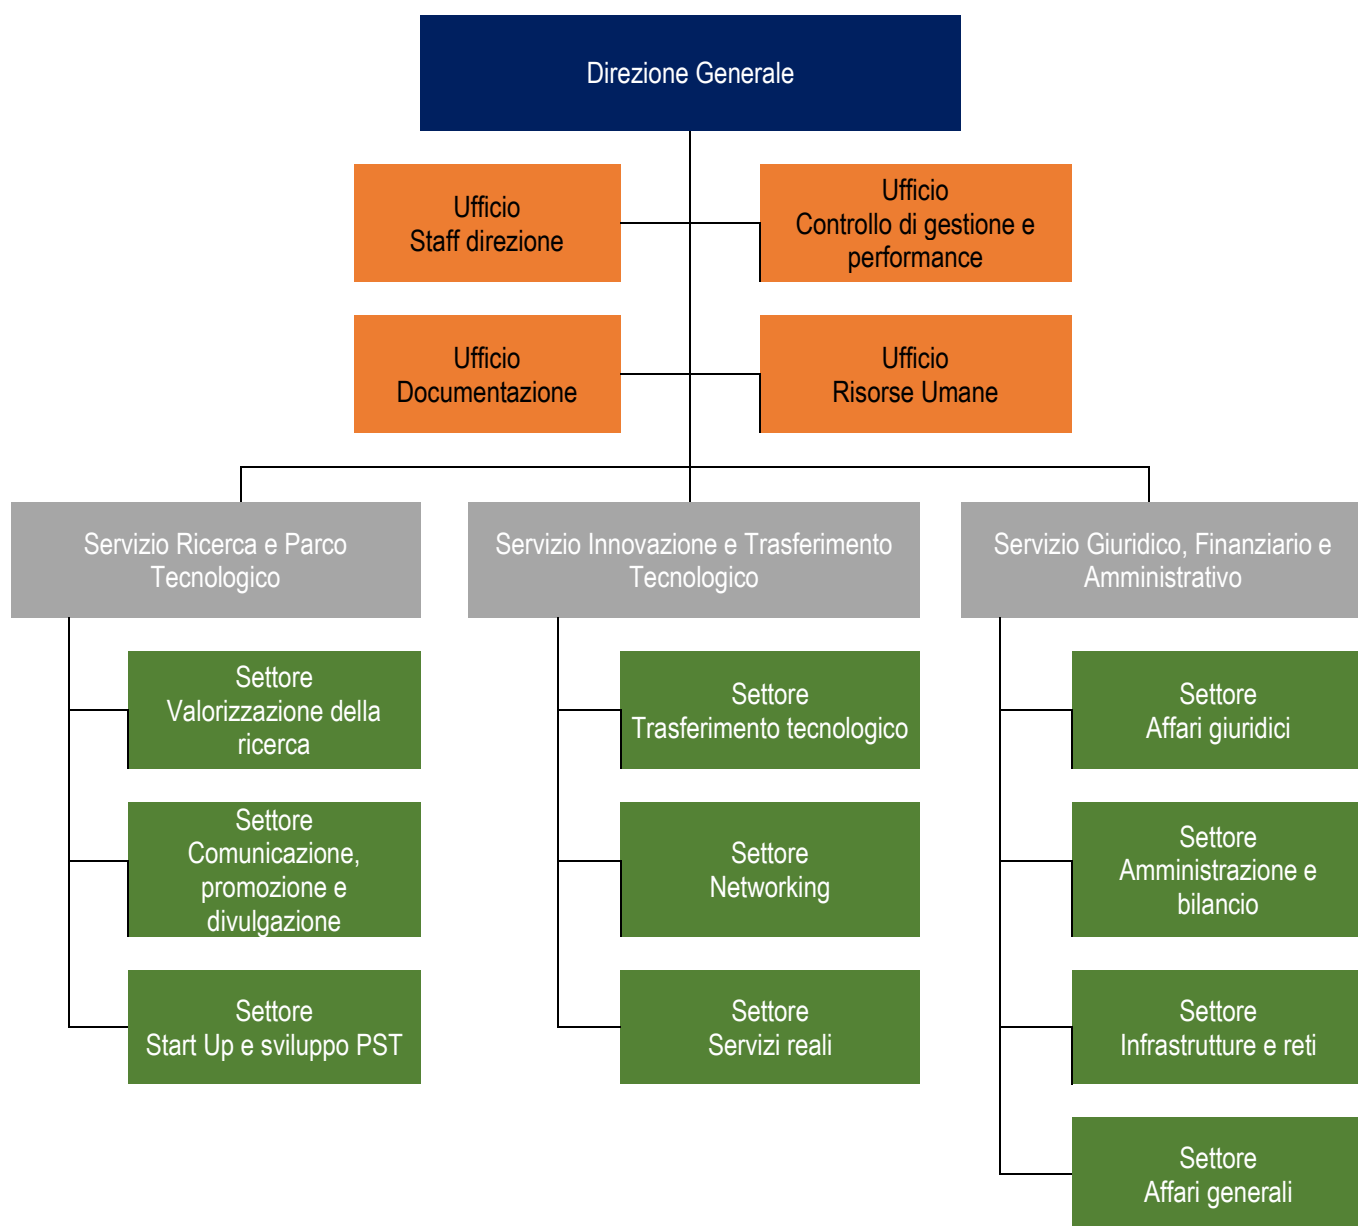 Direzione Generale
Ufficio
Staff direzione
Ufficio
Controllo di gestione e
performance
Ufficio
Documentazione
Ufficio
Risorse Umane
Servizio Ricerca e Parco
Tecnologico
Servizio Innovazione e Trasferimento
Tecnologico
Servizio Giuridico, Finanziario e
Amministrativo
Settore
Valorizzazione della
ricerca
Settore
Trasferimento tecnologico
Settore
Affari giuridici
Settore
Comunicazione,
promozione e
divulgazione
Settore
Networking
Settore
Amministrazione e
bilancio
Settore
Start Up e sviluppo PST
Settore
Servizi reali
Settore
Infrastrutture e reti
Settore
Affari generali